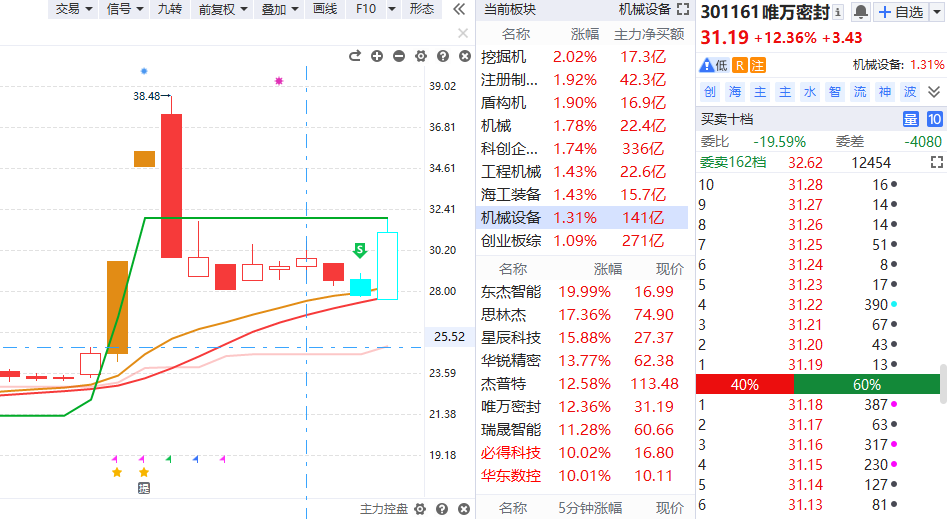 交易 信号 九转 前复权 叠加 画线 F10 形态
38.48
39.02
36.81
34.61
32.41
30.20
28.00
25.52
23.59
21.38
19.18
S
提
主力控盘
当前板块 机械设备
名称 涨幅 主力净买额
挖掘机 2.02% 17.3亿
注册制... 1.92% 42.3亿
盾构机 1.90% 16.9亿
机械 1.78% 22.4亿
科创企... 1.74% 336亿
工程机械 1.43% 22.6亿
海工装备 1.43% 15.7亿
机械设备 1.31% 141亿
创业板综 1.09% 271亿
名称 涨幅 现价
东杰智能 19.99% 16.99
思林杰 17.36% 74.90
星辰科技 15.88% 27.37
华锐精密 13.77% 62.38
杰普特 12.58% 113.48
唯万密封 12.36% 31.19
瑞晟智能 11.28% 60.66
必得科技 10.02% 16.80
华东数控 10.01% 10.11
名称 5分钟涨幅 现价
301161 唯万密封 自选
31.19 +12.36% +3.43
低 R 注 机械设备: 1.31%
创 海 主 主 水 智 流 神 波
买卖十档 量 10
委比 -19.59% 委差 -4080
委卖162档 32.62 12454
10 31.28 16
9 31.27 14
8 31.26 14
7 31.25 51
6 31.24 8
5 31.23 17
4 31.22 390
3 31.21 67
2 31.20 43
1 31.19 13
40% 60%
1 31.18 387
2 31.17 63
3 31.16 317
4 31.15 230
5 31.14 127
6 31.13 81